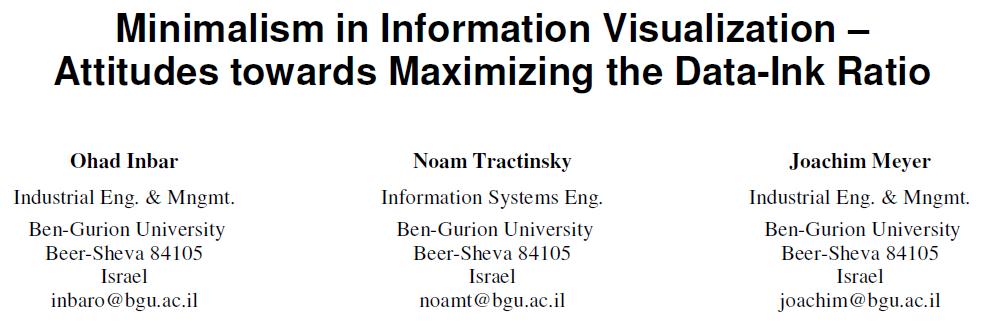 Minimalism in Information Visualization –
Attitudes towards Maximizing the Data-Ink Ratio
Ohad Inbar
Industrial Eng. & Mngmt.
Ben-Gurion University
Beer-Sheva 84105
Israel
inbaro@bgu.ac.il
Noam Tractinsky
Information Systems Eng.
Ben-Gurion University
Beer-Sheva 84105
Israel
noamt@bgu.ac.il
Joachim Meyer
Industrial Eng. & Mngmt.
Ben-Gurion University
Beer-Sheva 84105
Israel
joachim@bgu.ac.il